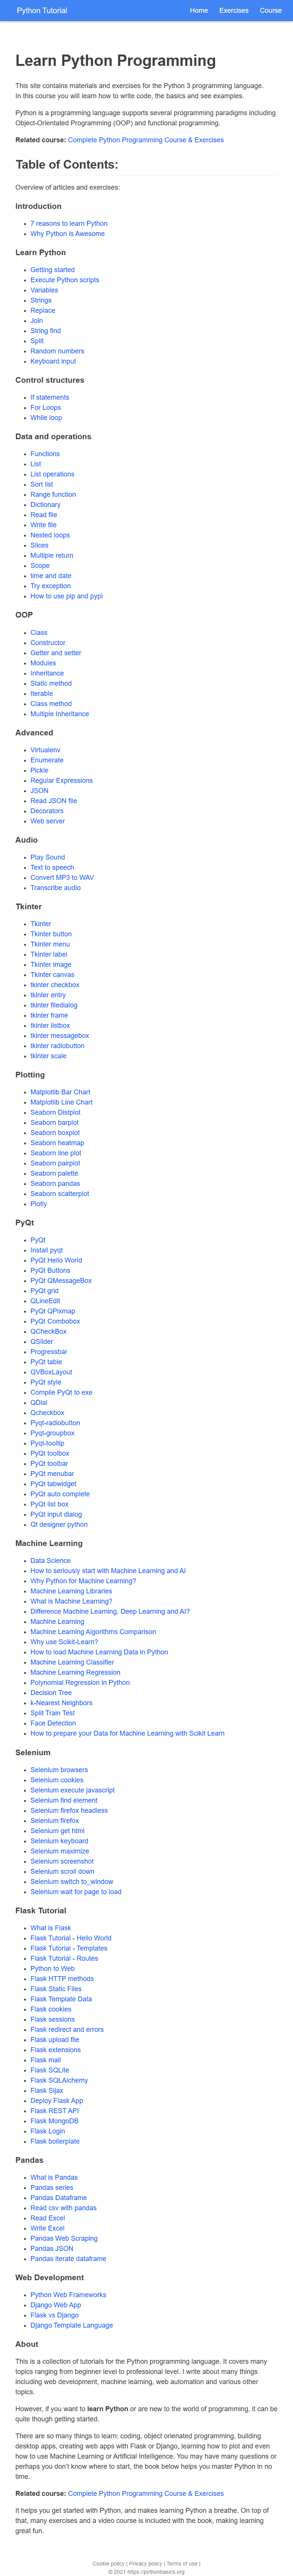 Python Tutorial
Home Exercises Course
Learn Python Programming
This site contains materials and exercises for the Python 3 programming language.
In this course you will learn how to write code, the basics and see examples.
Python is a programming language supports several programming paradigms including
Object-Orientated Programming (OOP) and functional programming.
Related course: Complete Python Programming Course & Exercises
Table of Contents:
Overview of articles and exercises:
Introduction
7 reasons to learn Python
Why Python is Awesome
Learn Python
Getting started
Execute Python scripts
Variables
Strings
Replace
Join
String find
Split
Random numbers
Keyboard input
Control structures
If statements
For Loops
While loop
Data and operations
Functions
List
List operations
Sort list
Range function
Dictionary
Read file
Write file
Nested loops
Slices
Multiple return
Scope
time and date
Try exception
How to use pip and pypi
OOP
Class
Constructor
Getter and setter
Modules
Inheritance
Static method
Iterable
Class method
Multiple Inheritance
Advanced
Virtualenv
Enumerate
Pickle
Regular Expressions
JSON
Read JSON file
Decorators
Web server
Audio
Play Sound
Text to speech
Convert MP3 to WAV
Transcribe audio
Tkinter
Tkinter
Tkinter button
Tkinter menu
Tkinter label
Tkinter image
Tkinter canvas
tkinter checkbox
tkinter entry
tkinter filedialog
tkinter frame
tkinter listbox
tkinter messagebox
tkinter radiobutton
tkinter scale
Plotting
Matplotlib Bar Chart
Matplotlib Line Chart
Seaborn Distplot
Seaborn barplot
Seaborn boxplot
Seaborn heatmap
Seaborn line plot
Seaborn pairplot
Seaborn palette
Seaborn pandas
Seaborn scatterplot
Plotly
PyQt
PyQt
Install pyqt
PyQt Hello World
PyQt Buttons
PyQt QMessageBox
PyQt grid
QLineEdit
PyQt QPixmap
PyQt Combobox
QCheckBox
QSlider
Progressbar
PyQt table
QVBoxLayout
PyQt style
Compile PyQt to exe
QDial
Qcheckbox
Pyqt-radiobutton
Pyqt-groupbox
Pyqt-tooltip
PyQt toolbox
PyQt toolbar
PyQt menubar
PyQt tabwidget
PyQt auto complete
PyQt list box
PyQt input dialog
Qt designer python
Machine Learning
Data Science
How to seriously start with Machine Learning and AI
Why Python for Machine Learning?
Machine Learning Libraries
What is Machine Learning?
Difference Machine Learning, Deep Learning and AI?
Machine Learning
Machine Learning Algorithms Comparison
Why use Scikit-Learn?
How to load Machine Learning Data in Python
Machine Learning Classifier
Machine Learning Regression
Polynomial Regression in Python
Decision Tree
k-Nearest Neighbors
Split Train Test
Face Detection
How to prepare your Data for Machine Learning with Scikit Learn
Selenium
Selenium browsers
Selenium cookies
Selenium execute javascript
Selenium find element
Selenium firefox headless
Selenium firefox
Selenium get html
Selenium keyboard
Selenium maximize
Selenium screenshot
Selenium scroll down
Selenium switch to_window
Selenium wait for page to load
Flask Tutorial
What is Flask
Flask Tutorial - Hello World
Flask Tutorial - Templates
Flask Tutorial - Routes
Python to Web
Flask HTTP methods
Flask Static Files
Flask Template Data
Flask cookies
Flask sessions
Flask redirect and errors
Flask upload file
Flask extensions
Flask mail
Flask SQLite
Flask SQLAlchemy
Flask Sijax
Deploy Flask App
Flask REST API
Flask MongoDB
Flask Login
Flask boilerplate
Pandas
What is Pandas
Pandas series
Pandas Dataframe
Read csv with pandas
Read Excel
Write Excel
Pandas Web Scraping
Pandas JSON
Pandas iterate dataframe
Web Development
Python Web Frameworks
Django Web App
Flask vs Django
Django Template Language
About
This is a collection of tutorials for the Python programming language. It covers many
topics ranging from beginner level to professional level. I write about many things
including web development, machine learning, web automation and various other
topics.
However, if you want to learn Python or are new to the world of programming, it can be
quite though getting started.
There are so many things to learn: coding, object orienated programming, building
desktop apps, creating web apps with Flask or Django, learning how to plot and even
how to use Machine Learning or Artificial Intelligence. You may have many questions or
perhaps you don't know where to start, the book below helps you master Python in no
time.
Related course: Complete Python Programming Course & Exercises
It helps you get started with Python, and makes learning Python a breathe. On top of
that, many exercises and a video course is included with the book, making learning
great fun.
Cookie policy | Privacy policy | Terms of use |
© 2021 https://pythonbasics.org